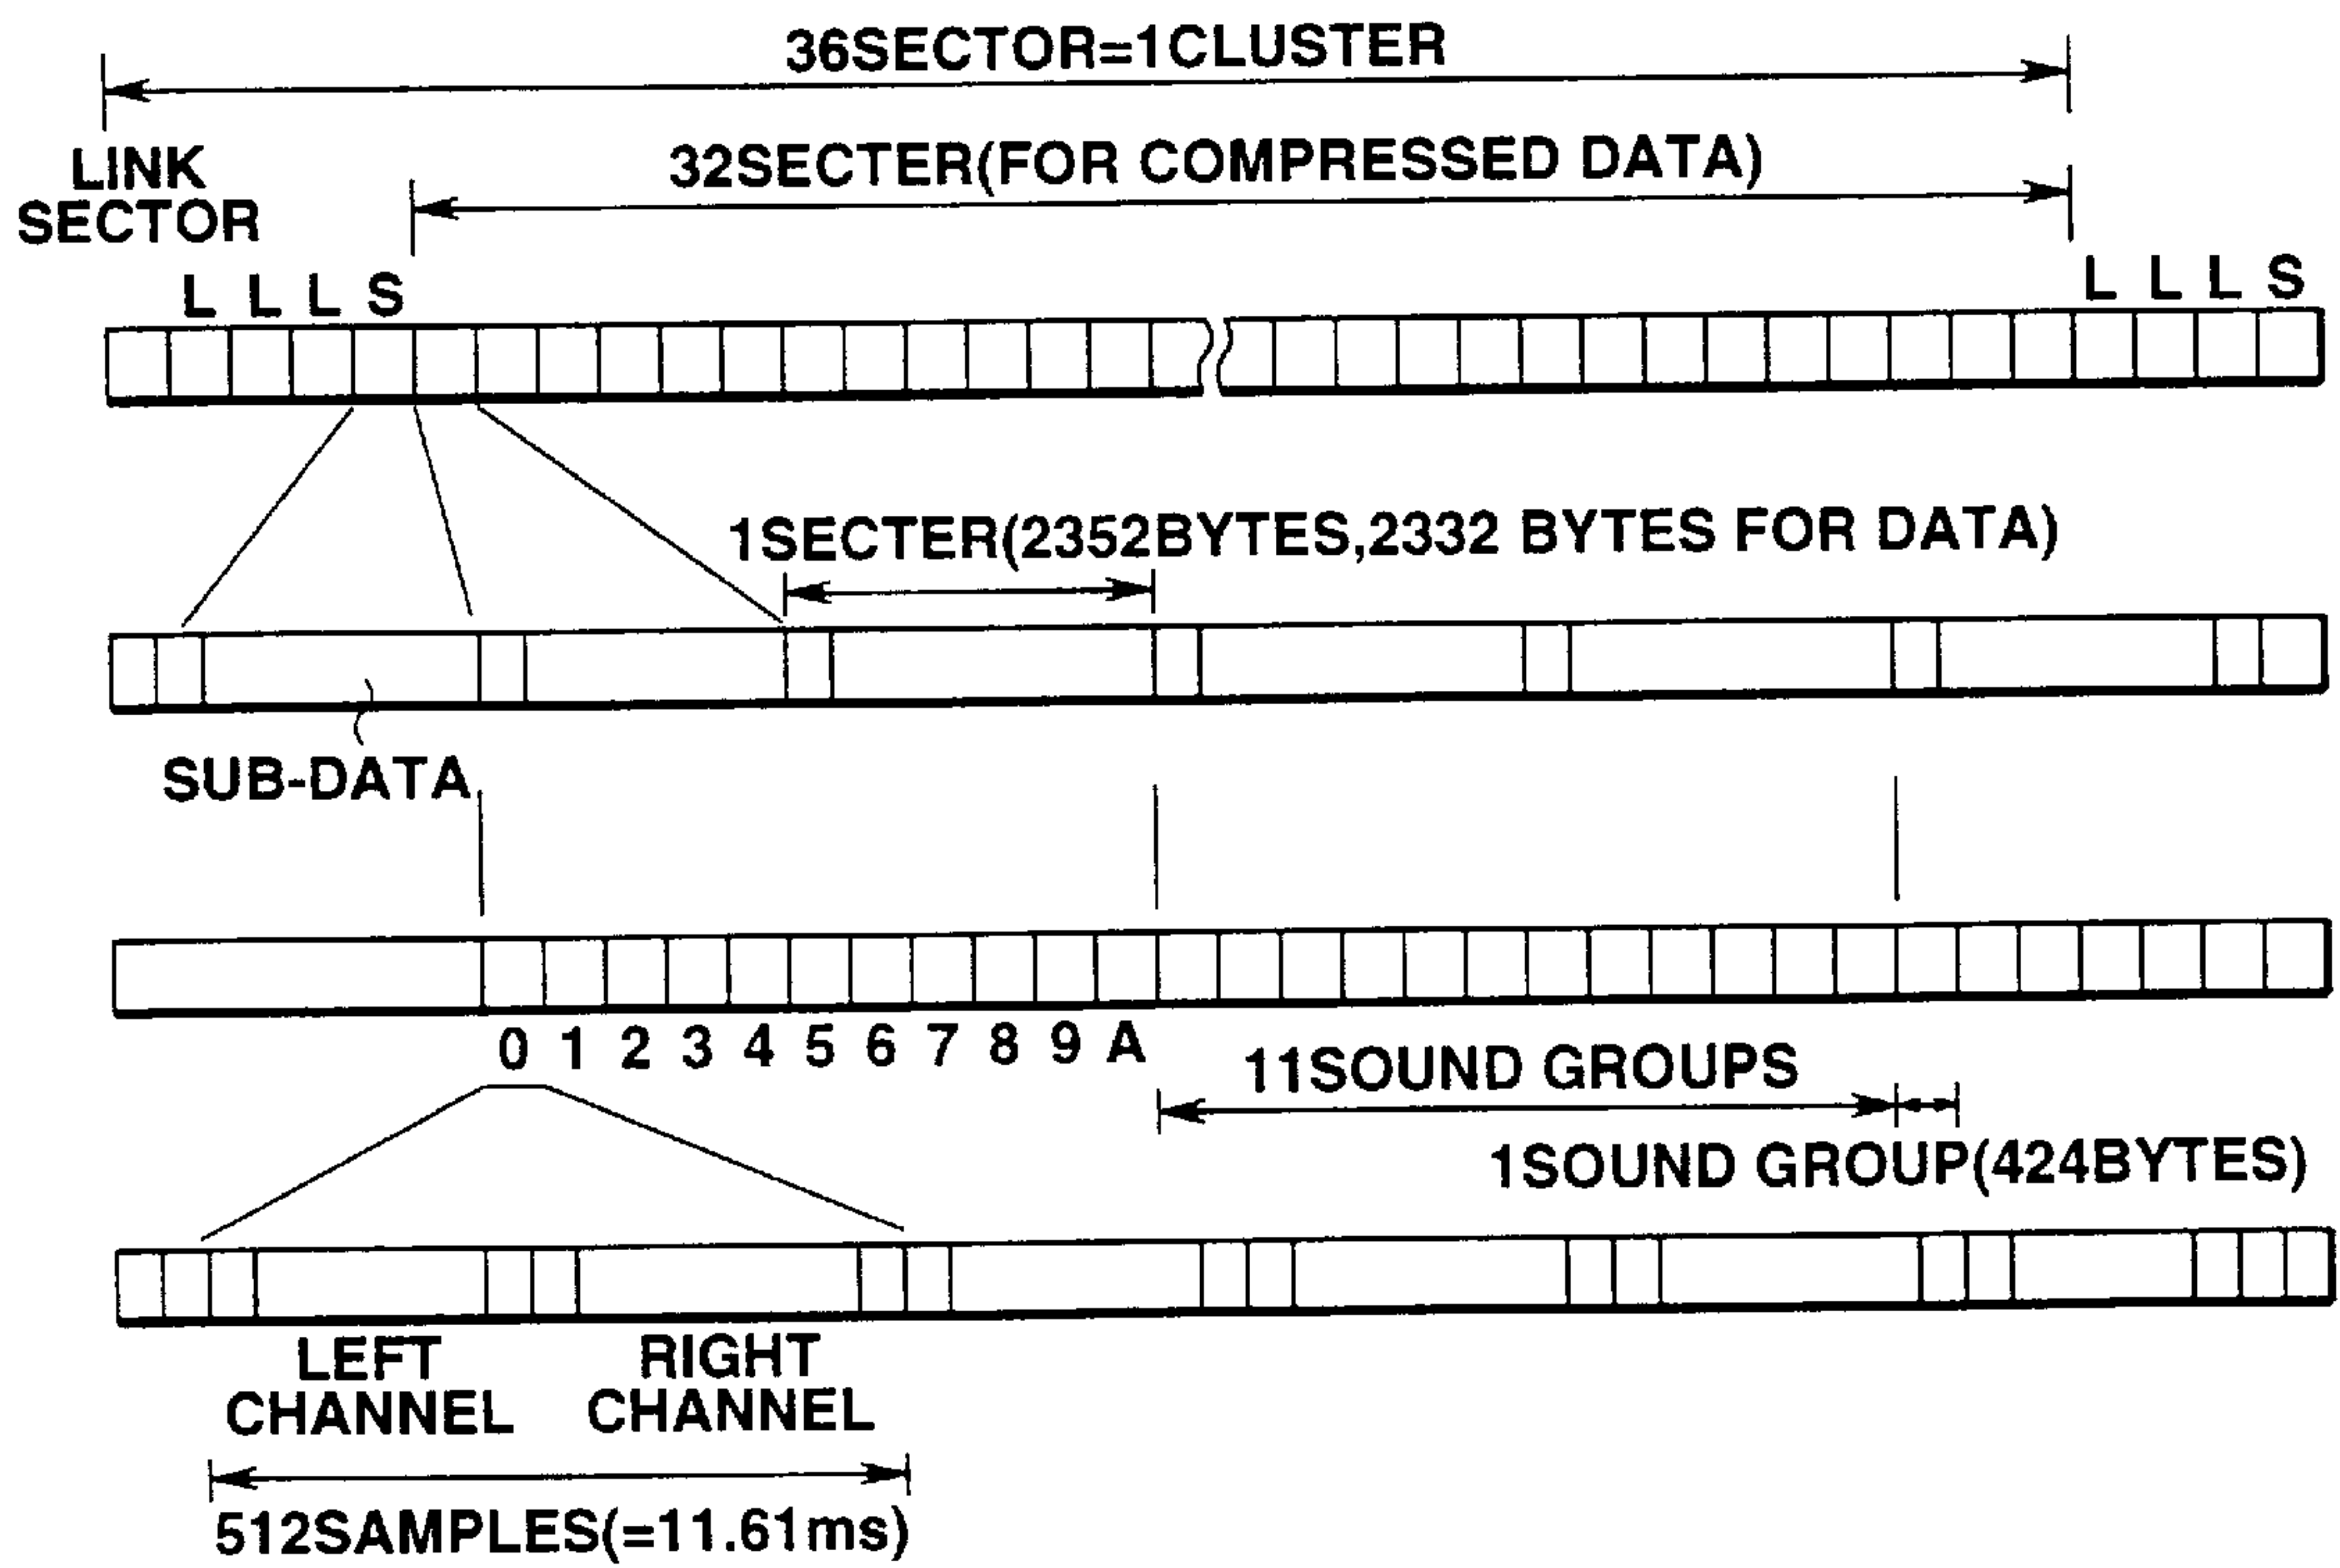 36SECTOR=1CLUSTER
32SECTER(FOR COMPRESSED DATA)
LINK
SECTOR
L L L S
L L L S
1SECTER(2352BYTES,2332 BYTES FOR DATA)
SUB-DATA
0 1 2 3 4 5 6 7 8 9 A
11SOUND GROUPS
1SOUND GROUP(424BYTES)
LEFT
CHANNEL
RIGHT
CHANNEL
512SAMPLES(=11.61ms)